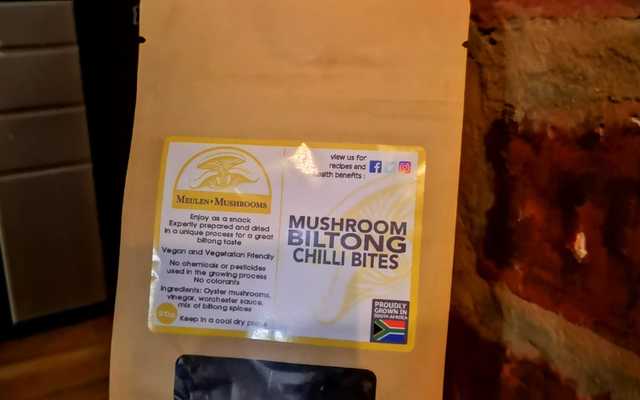 MEULEN • MUSHROOMS
Enjoy as a snack
Expertly prepared and dried
in a unique process for a great
biltong taste
Vegan and Vegetarian Friendly
No chemicals or pesticides
used in the growing process
No colorants
Ingredients: Oyster mushrooms,
vinegar, worchester sauce,
mix of biltong spices
Keep in a cool dry
view us for
recipes and
health benefits :
MUSHROOM
BILTONG
CHILLI BITES
PROUDLY
GROWN IN
SOUTH AFRICA